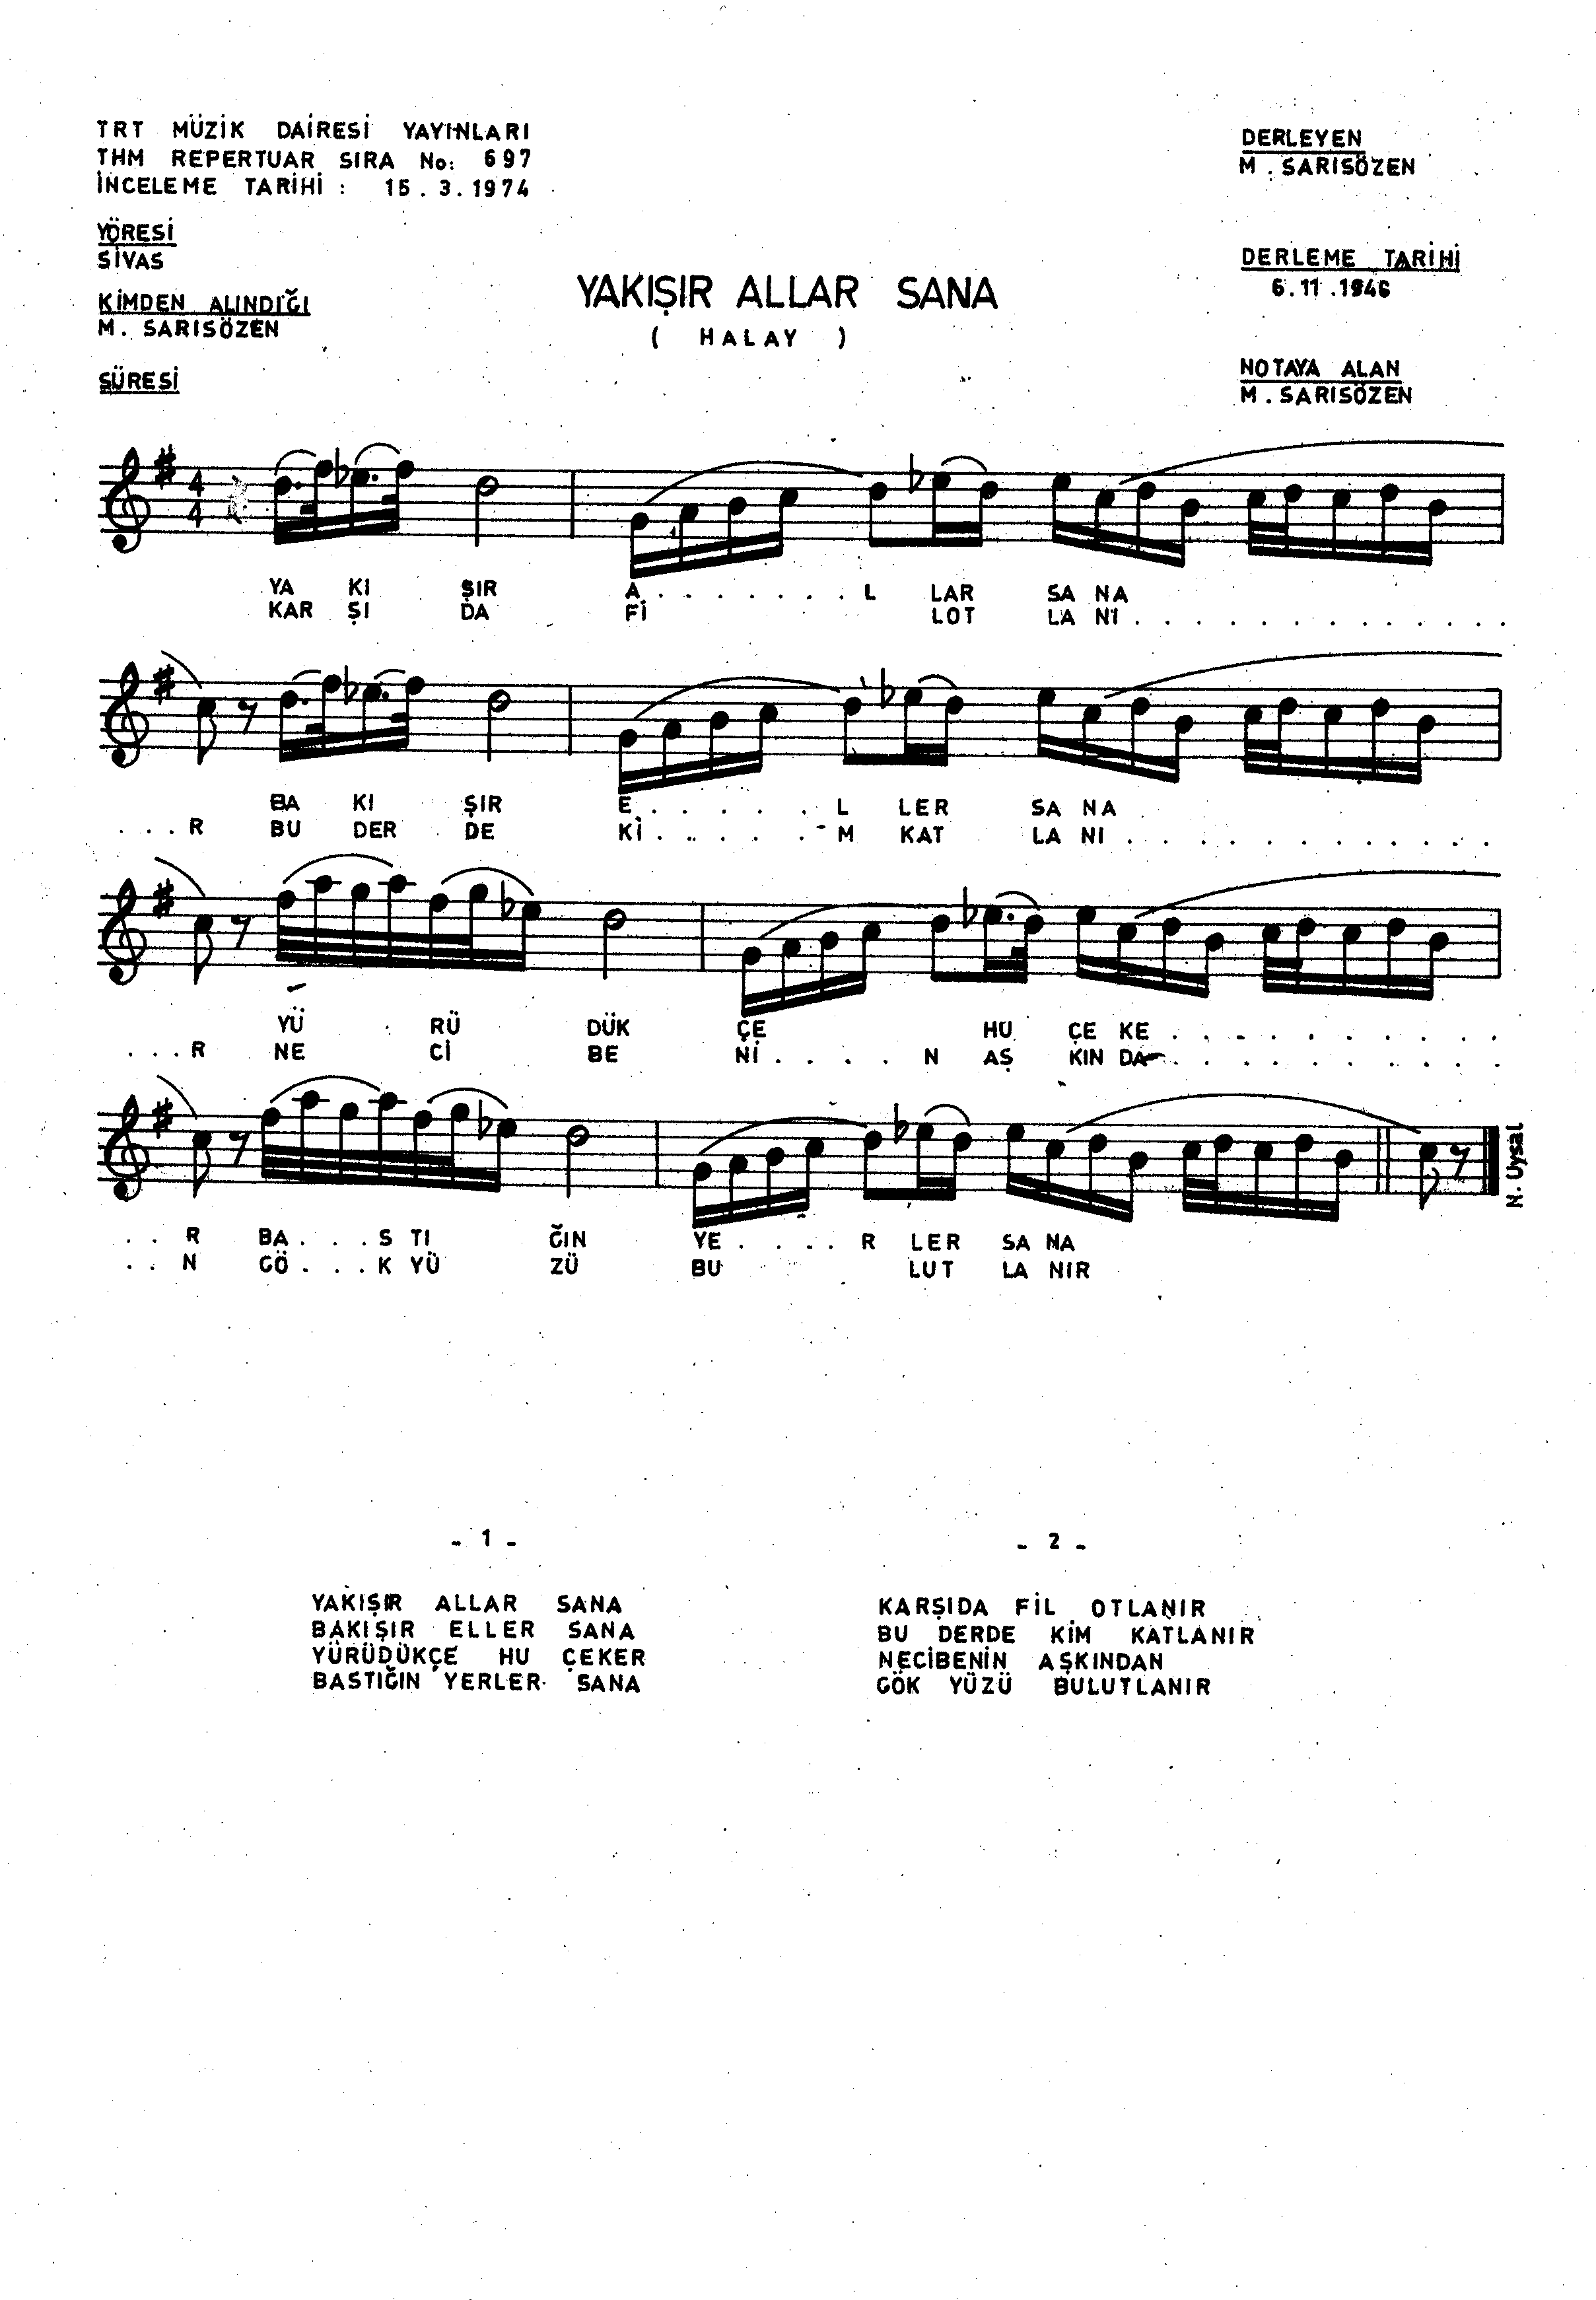 TRT MÜZİK DAİRESİ YAYINLARI
THM REPERTUAR SIRA No: 697
İNCELEME TARİHİ : 15.3.1974
DERLEYEN
M. SARISÖZEN
YÖRESİ
SİVAS
DERLEME TARİHİ
6.11.1946
KİMDEN ALINDIĞI
M. SARISÖZEN
YAKIŞIR ALLAR SANA
( HALAY )
SÜRESİ
NOTAYA ALAN
M. SARISÖZEN
4
4
YA KI ŞIR A . . . . . . . L LAR SA NA
KAR ŞI DA Fİ LOT LA NI . . . . . . . . . . . .
BA KI ŞIR E . . . . . L LER SA NA
. . . R BU DER DE Kİ . . . . - M KAT LA NI . . . . . . . . . . .
YÜ RÜ DÜK ÇE HU ÇE KE . . . . . . . . . .
. . . R NE Cİ BE Nİ . . . . N AŞ KIN DA . . . . . . . . . .
. . R BA . . . S TI ĞIN YE . . . . R LER SA NA
. . N GÖ . . . K YÜ ZÜ BU LUT LA NIR
N. Uysal
- 1 -
YAKIŞIR ALLAR SANA
BAKIŞIR ELLER SANA
YÜRÜDÜKÇE HU ÇEKER
BASTIĞIN YERLER SANA
- 2 -
KARŞIDA FİL OTLANIR
BU DERDE KİM KATLANIR
NECİBENİN AŞKINDAN
GÖK YÜZÜ BULUTLANIR